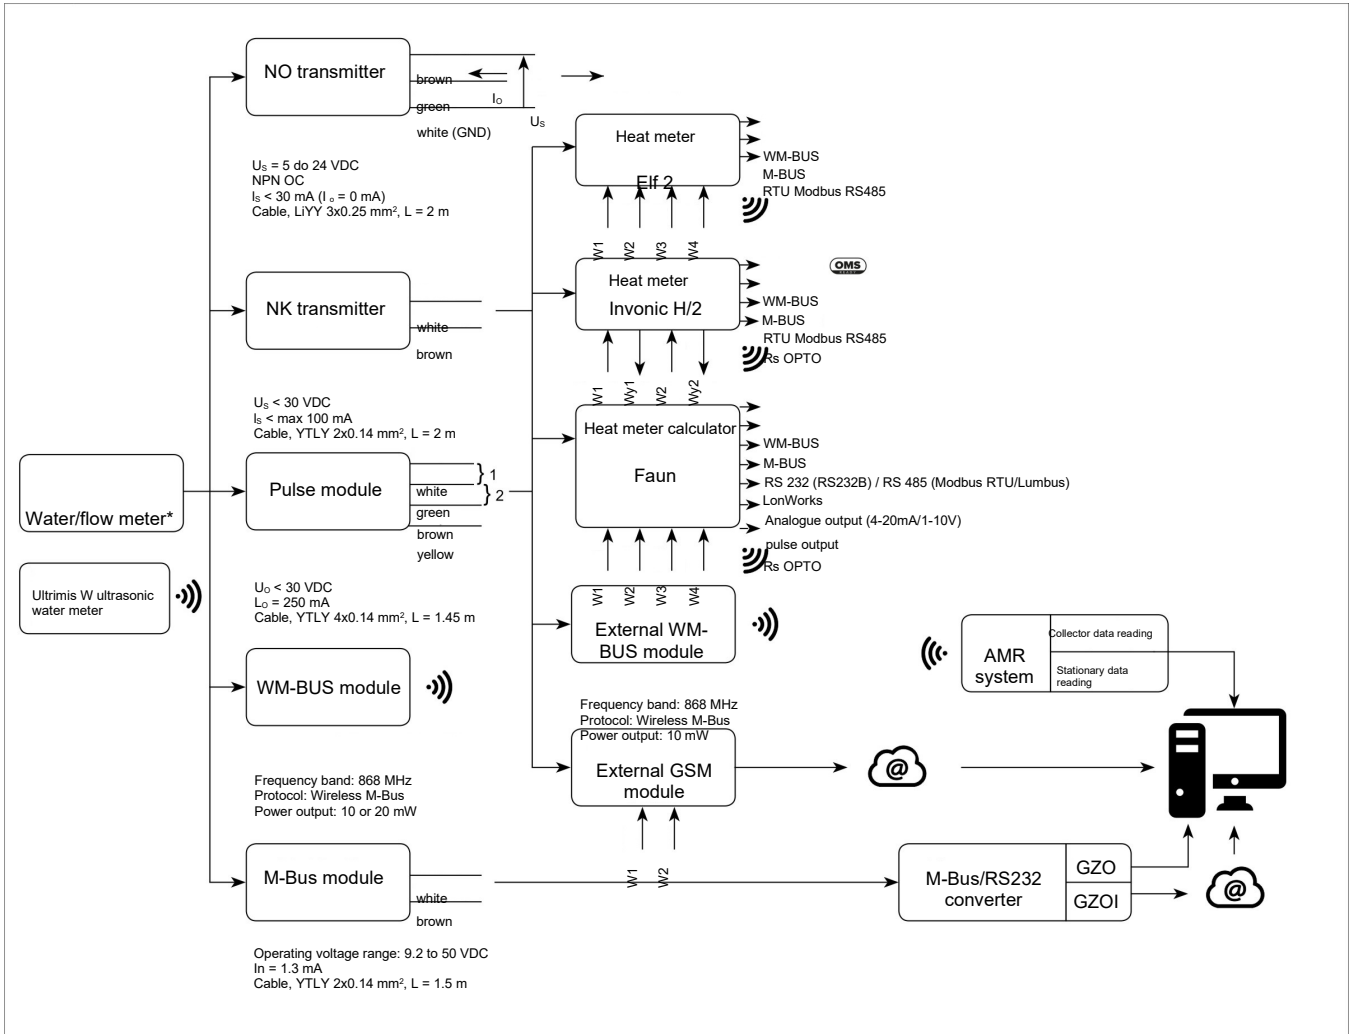 NO transmitter
brown
green
white (GND)
Io
Us
Us = 5 do 24 VDC
NPN OC
Is < 30 mA (I o = 0 mA)
Cable, LiYY 3x0.25 mm², L = 2 m
NK transmitter
white
brown
Us < 30 VDC
Is < max 100 mA
Cable, YTLY 2x0.14 mm², L = 2 m
Water/flow meter*
Ultrimis W ultrasonic
water meter
Pulse module
1
white
2
green
brown
yellow
Uo < 30 VDC
Lo = 250 mA
Cable, YTLY 4x0.14 mm², L = 1.45 m
WM-BUS module
Frequency band: 868 MHz
Protocol: Wireless M-Bus
Power output: 10 or 20 mW
M-Bus module
white
brown
Operating voltage range: 9.2 to 50 VDC
In = 1.3 mA
Cable, YTLY 2x0.14 mm², L = 1.5 m
Heat meter
Elf 2
WM-BUS
M-BUS
RTU Modbus RS485
W1
W2
W3
W4
Heat meter
Invonic H/2
OMS
WM-BUS
M-BUS
RTU Modbus RS485
Rs OPTO
W1
Wy1
W2
Wy2
Heat meter calculator
Faun
WM-BUS
M-BUS
RS 232 (RS232B) / RS 485 (Modbus RTU/Lumbus)
LonWorks
Analogue output (4-20mA/1-10V)
pulse output
Rs OPTO
W1
W2
W3
W4
External WM-
BUS module
Frequency band: 868 MHz
Protocol: Wireless M-Bus
Power output: 10 mW
External GSM
module
W1
W2
@
AMR
system
Collector data reading
Stationary data
reading
M-Bus/RS232
converter
GZO
GZOI
@